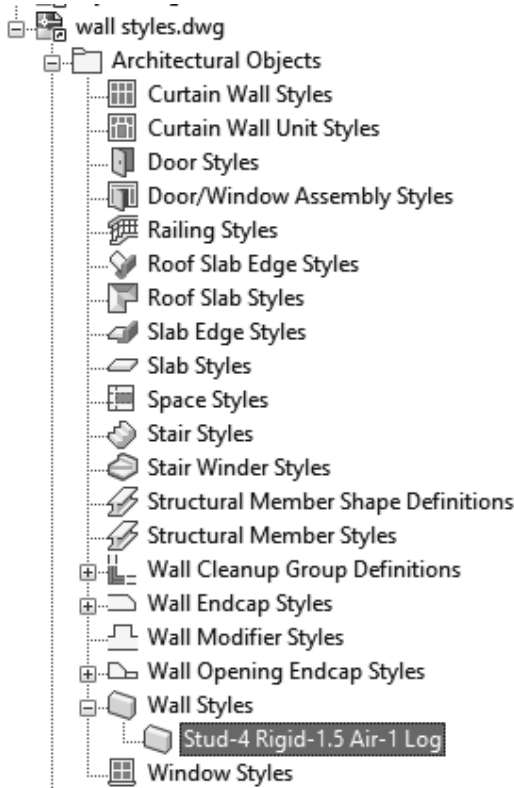 wall styles.dwg
Architectural Objects
Curtain Wall Styles
Curtain Wall Unit Styles
Door Styles
Door/Window Assembly Styles
Railing Styles
Roof Slab Edge Styles
Roof Slab Styles
Slab Edge Styles
Slab Styles
Space Styles
Stair Styles
Stair Winder Styles
Structural Member Shape Definitions
Structural Member Styles
Wall Cleanup Group Definitions
Wall Endcap Styles
Wall Modifier Styles
Wall Opening Endcap Styles
Wall Styles
Stud-4 Rigid-1.5 Air-1 Log
Window Styles